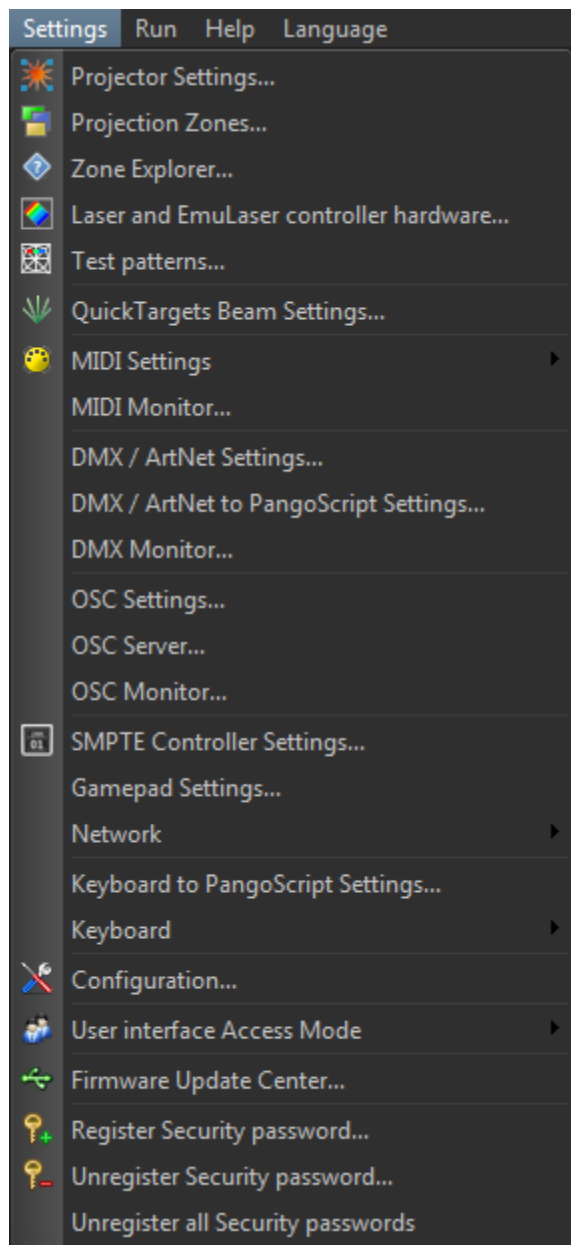 Settings Run Help Language
Projector Settings...
Projection Zones...
Zone Explorer...
Laser and EmuLaser controller hardware...
Test patterns...
QuickTargets Beam Settings...
MIDI Settings
MIDI Monitor...
DMX / ArtNet Settings...
DMX / ArtNet to PangoScript Settings...
DMX Monitor...
OSC Settings...
OSC Server...
OSC Monitor...
01
SMPTE Controller Settings...
Gamepad Settings...
Network
Keyboard to PangoScript Settings...
Keyboard
Configuration...
User interface Access Mode
Firmware Update Center...
Register Security password...
Unregister Security password...
Unregister all Security passwords